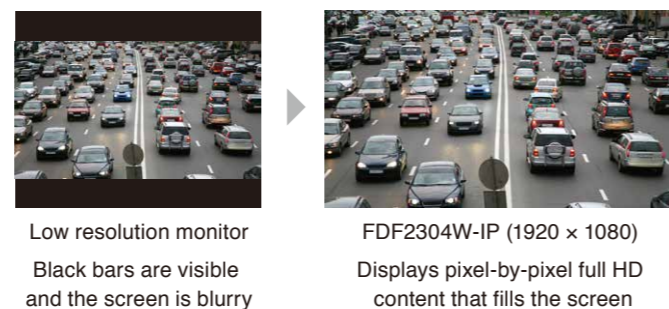 Low resolution monitor
Black bars are visible
and the screen is blurry
FDF2304W-IP (1920 × 1080)
Displays pixel-by-pixel full HD
content that fills the screen